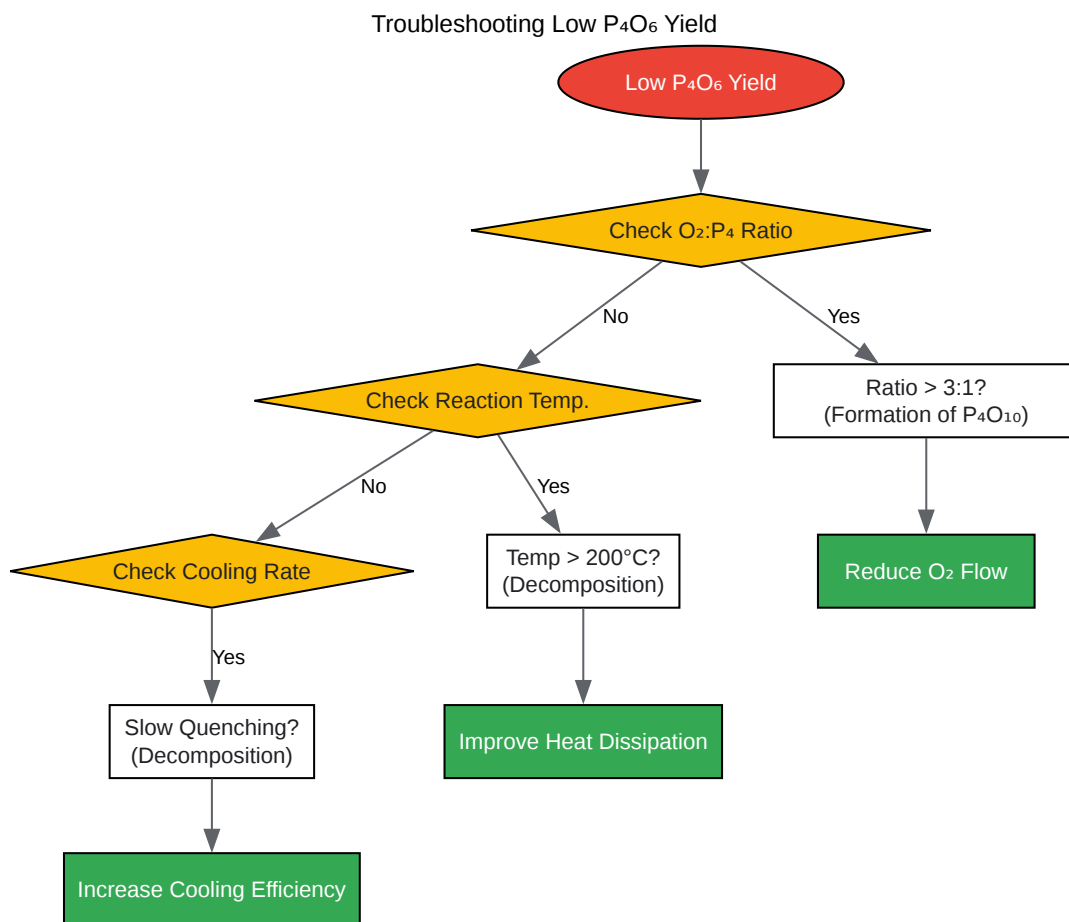 Troubleshooting Low P₄O₆ Yield
Low P₄O₆ Yield
Check O₂:P₄ Ratio
No
Yes
Check Reaction Temp.
Ratio > 3:1?
(Formation of P₄O₁₀)
No
Yes
Check Cooling Rate
Temp > 200°C?
(Decomposition)
Reduce O₂ Flow
Yes
Slow Quenching?
(Decomposition)
Improve Heat Dissipation
Increase Cooling Efficiency